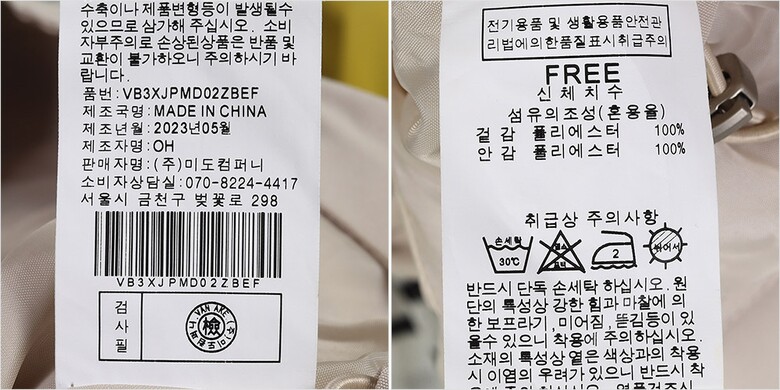 수축이나 제품변형등이 발생될수
있으므로 삼가해 주십시오. 소비
자부주의로 손상된상품은 반품 및
교환이 불가하오니 주의하시기 바
랍니다.
품번:VB3XJPMD02ZBEF
제조국명:MADE IN CHINA
제조년월:2023년05월
제조자명:OH
판매자명:(주)미도컴퍼니
소비자상담실:070-8224-4417
서울시 금천구 벚꽃로 298
VB3XJPMD02ZBEF
검
사
필
VAN AKE
檢
전기용품 및 생활용품안전관
리법에의한품질표시취급주의
FREE
신체치수
섬유의조성(혼용율)
겉감 폴리에스터 100%
안감 폴리에스터 100%
취급상 주의사항
손세탁
30℃
염소
표백
2
뉘어서
반드시 단독 손세탁 하십시오. 원
단의 특성상 강한 힘과 마찰에 의
한 보프라기,미어짐,뜯김등이 있
을수 있으니 착용에 주의하십시오.
소재의 특성상 옅은 색상과의 착용
시 이염의 우려가 있으니 반드시 착